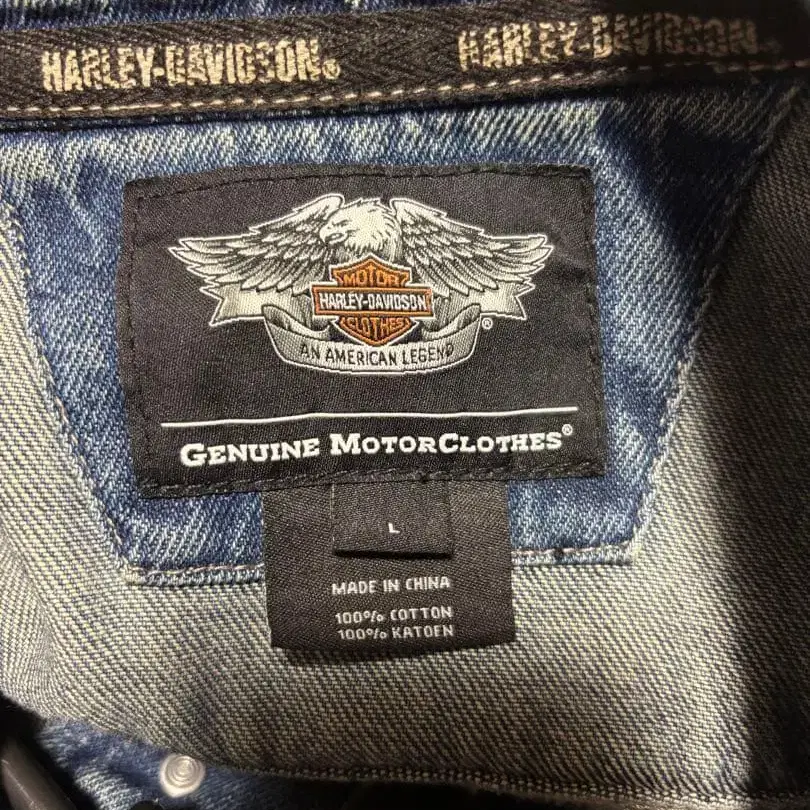 HARLEY-DAVIDSON® HARLEY-DAVIDSON
MOTOR
HARLEY-DAVIDSON
CLOTHES
®
AN AMERICAN LEGEND
GENUINE MOTORCLOTHES®
L
MADE IN CHINA
100% COTTON
100% KATOEN